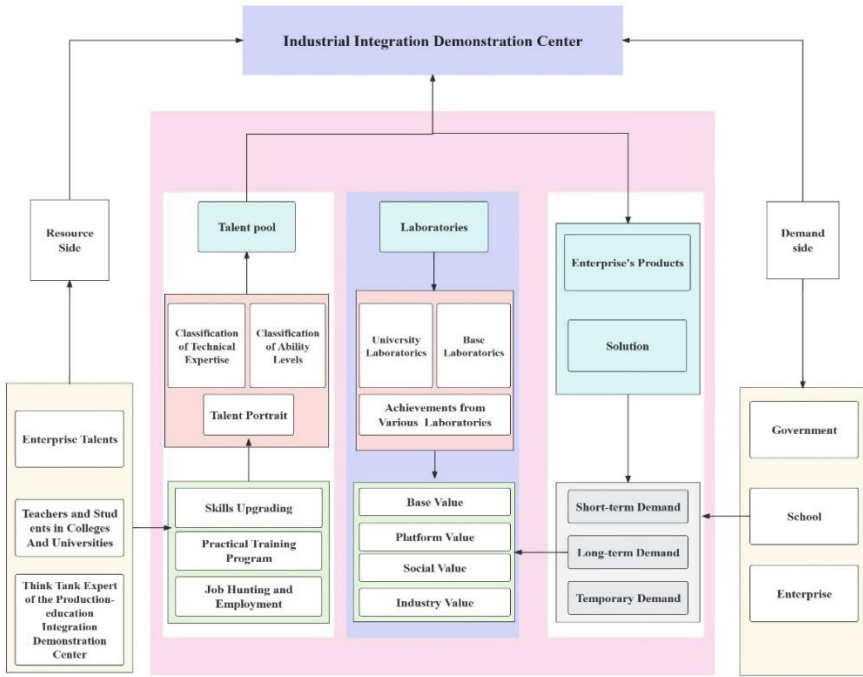 Industrial Integration Demonstration Center
Resource
Side
Talent pool
Laboratories
Enterprise's Products
Solution
Demand
side
Classification
of Technical
Expertise
Classification
of Ability
Levels
Talent Portrait
University
Laboratorics
Base
Laboratorics
Achievements from
Various Laboratories
Enterprise Talents
Teachers and Stud
ents in Colleges
And Universities
Think Tank Expert
of the Production-
education
Integration
Demonstration
Center
Skills Upgrading
Practical Training
Program
Job Hunting and
Employment
Base Value
Platform Value
Social Value
Industry Value
Short-term Demand
Long-term Demand
Temporary Demand
Government
School
Enterprise